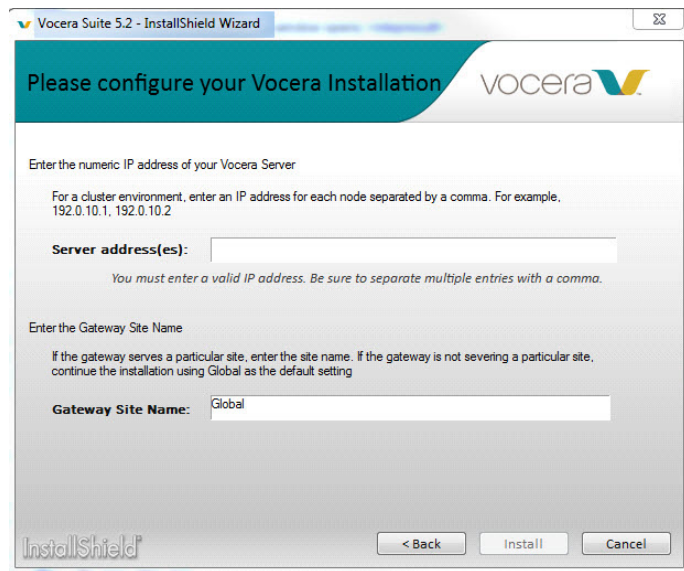 Vocera Suite 5.2 - InstallShield Wizard
Please configure your Vocera Installation
vocera
Enter the numeric IP address of your Vocera Server
For a cluster environment, enter an IP address for each node separated by a comma. For example,
192.0.10.1, 192.0.10.2
Server address(es):
You must enter a valid IP address. Be sure to separate multiple entries with a comma.
Enter the Gateway Site Name
If the gateway serves a particular site, enter the site name. If the gateway is not severing a particular site,
continue the installation using Global as the default setting
Gateway Site Name: Global
InstallShield
< Back Install Cancel